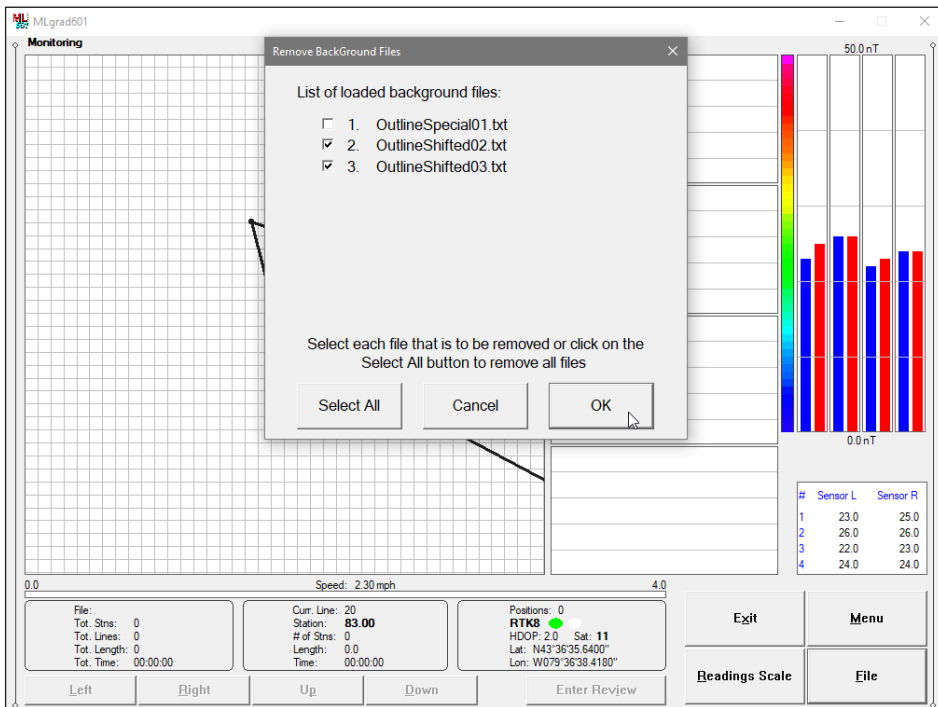 MLgrad601
Monitoring
Remove BackGround Files
List of loaded background files:
1. OutlineSpecial01.txt
2. OutlineShifted02.txt
3. OutlineShifted03.txt
Select each file that is to be removed or click on the
Select All button to remove all files
Select All Cancel OK
50.0 nT
0.0 nT
# Sensor L Sensor R
1 23.0 25.0
2 26.0 26.0
3 22.0 23.0
4 24.0 24.0
0.0 Speed: 2.30 mph 4.0
File:
Tot. Stns: 0
Tot. Lines: 0
Tot. Length: 0
Tot. Time: 00:00:00
Curr. Line: 20
Station: 83.00
# of Stns: 0
Length: 0.0
Time: 00:00:00
Positions: 0
RTK8
HDOP: 2.0 Sat: 11
Lat: N43°36'35.6400"
Lon: W079°36'38.4180"
Exit Menu
Readings Scale File
Left Right Up Down Enter Review